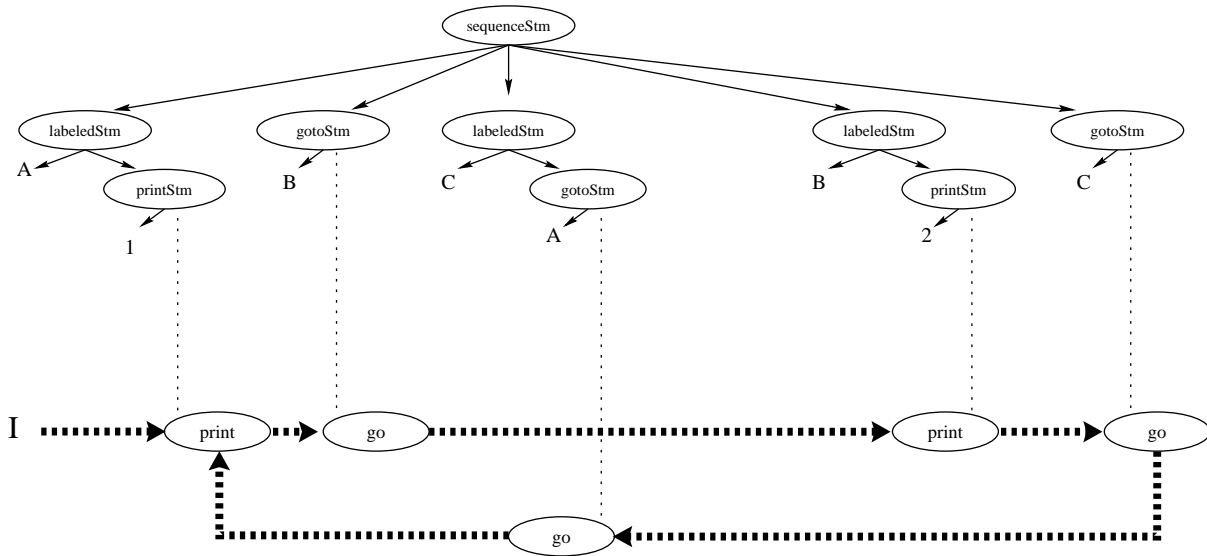 sequenceStm
labeledStm
gotoStm
labeledStm
labeledStm
gotoStm
A
B
C
B
C
printStm
gotoStm
printStm
1
A
2
I
print
go
print
go
go